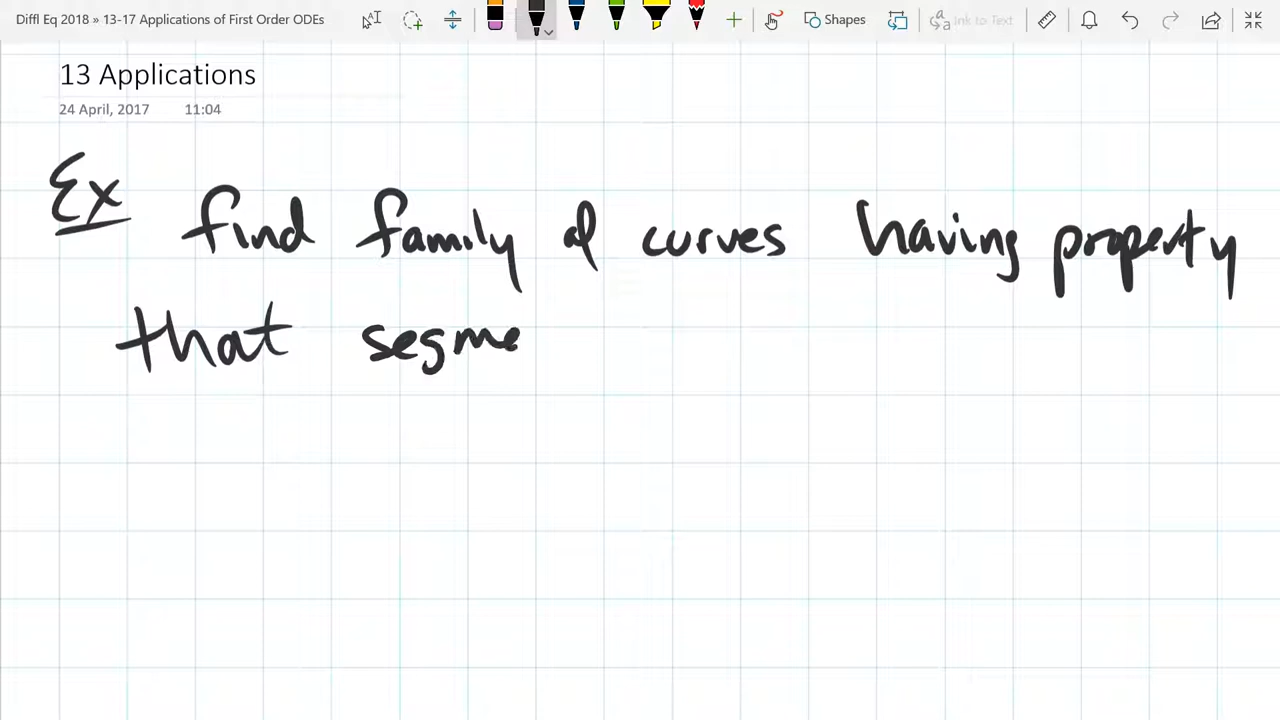 Diffl Eq 2018 » 13-17 Applications of First Order ODEs
Shapes
Link to Text
13 Applications
24 April, 2017 11:04
Ex find family of curves having property
that segme